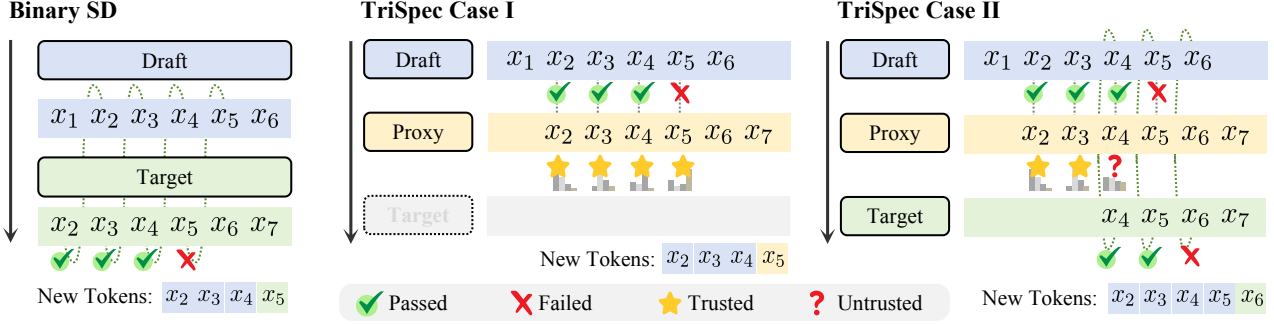 Binary SD
Draft
x1 x2 x3 x4 x5 x6
Target
x2 x3 x4 x5 x6 x7
New Tokens: x2 x3 x4 x5
TriSpec Case I
Draft
x1 x2 x3 x4 x5 x6
Proxy
x2 x3 x4 x5 x6 x7
Target
New Tokens: x2 x3 x4 x5
TriSpec Case II
Draft
x1 x2 x3 x4 x5 x6
Proxy
x2 x3 x4 x5 x6 x7
?
Target
x4 x5 x6 x7
New Tokens: x2 x3 x4 x5 x6
Passed
Failed
Trusted
? Untrusted